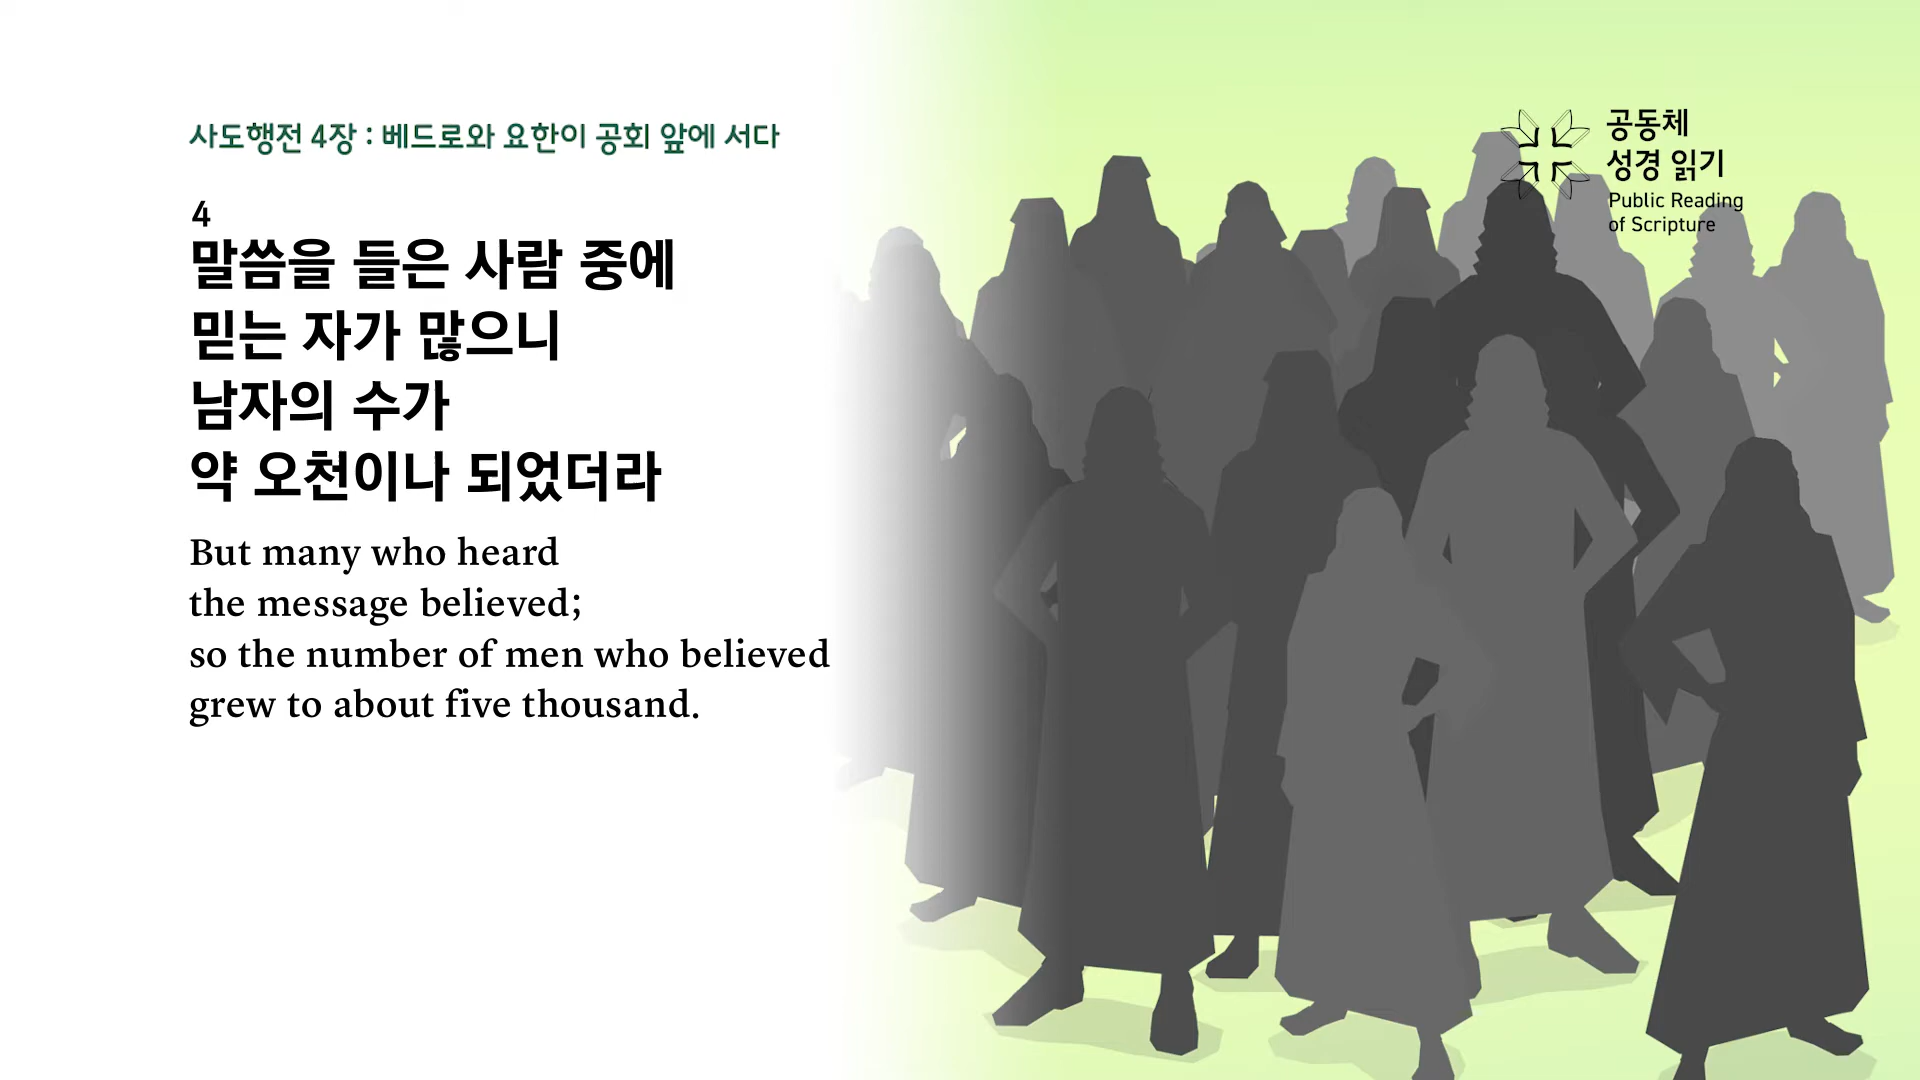 사도행전 4장 : 베드로와 요한이 공회 앞에 서다
4
말씀을 들은 사람 중에
믿는 자가 많으니
남자의 수가
약 오천이나 되었더라
But many who heard
the message believed;
so the number of men who believed
grew to about five thousand.
공동체
성경 읽기
Public Reading
of Scripture